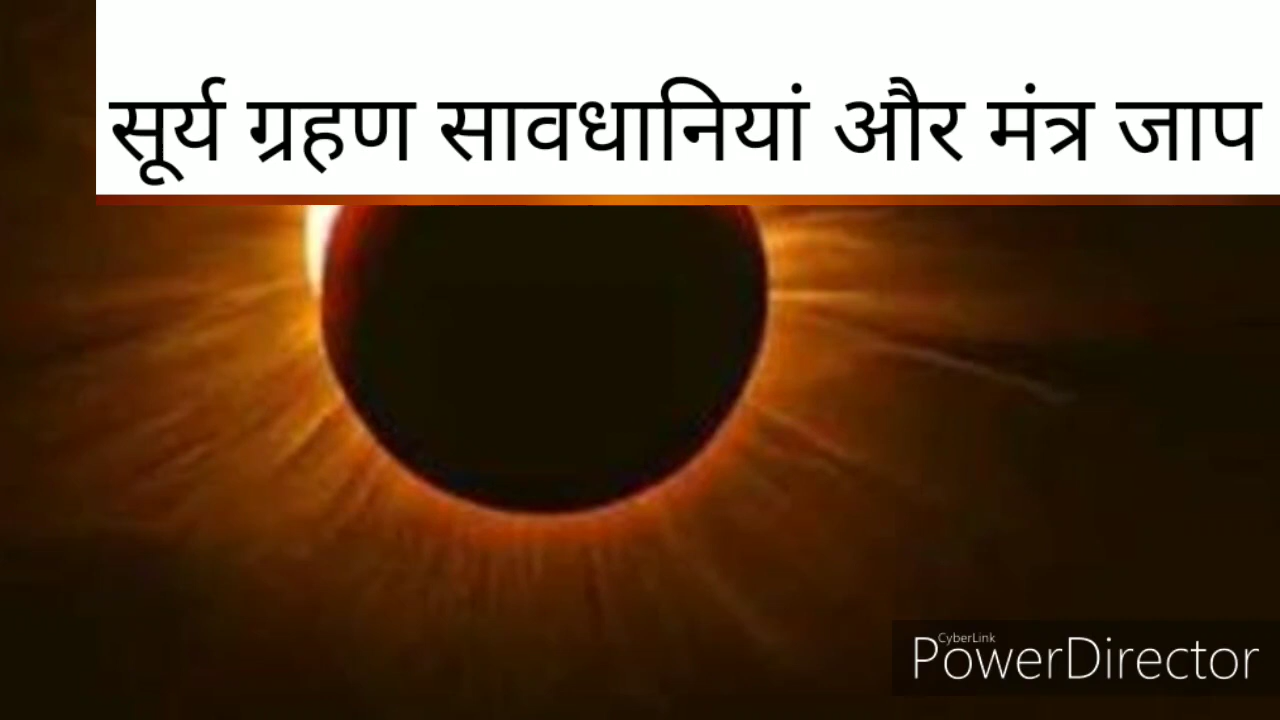 सूर्य ग्रहण सावधानियां और मंत्र जाप
CyberLink
PowerDirector